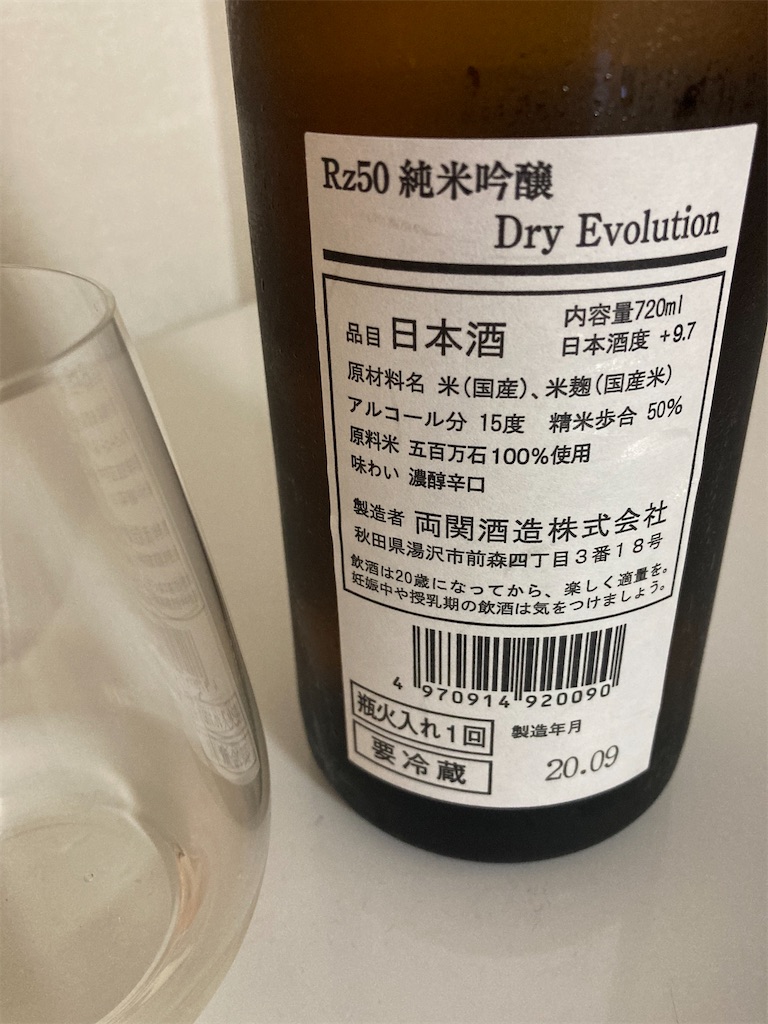 Rz50 純米吟醸
Dry Evolution
品目 日本酒 内容量720ml
日本酒度 +9.7
原材料名 米(国産)、米麹(国産米)
アルコール分 15度 精米歩合 50%
原料米 五百万石100%使用
味わい 濃醇辛口
製造者 両関酒造株式会社
秋田県湯沢市前森四丁目3番18号
飲酒は20歳になってから、楽しく適量を。
妊娠中や授乳期の飲酒は気をつけましょう。
4 970914 920090
瓶火入れ1回 製造年月
要冷蔵 20.09